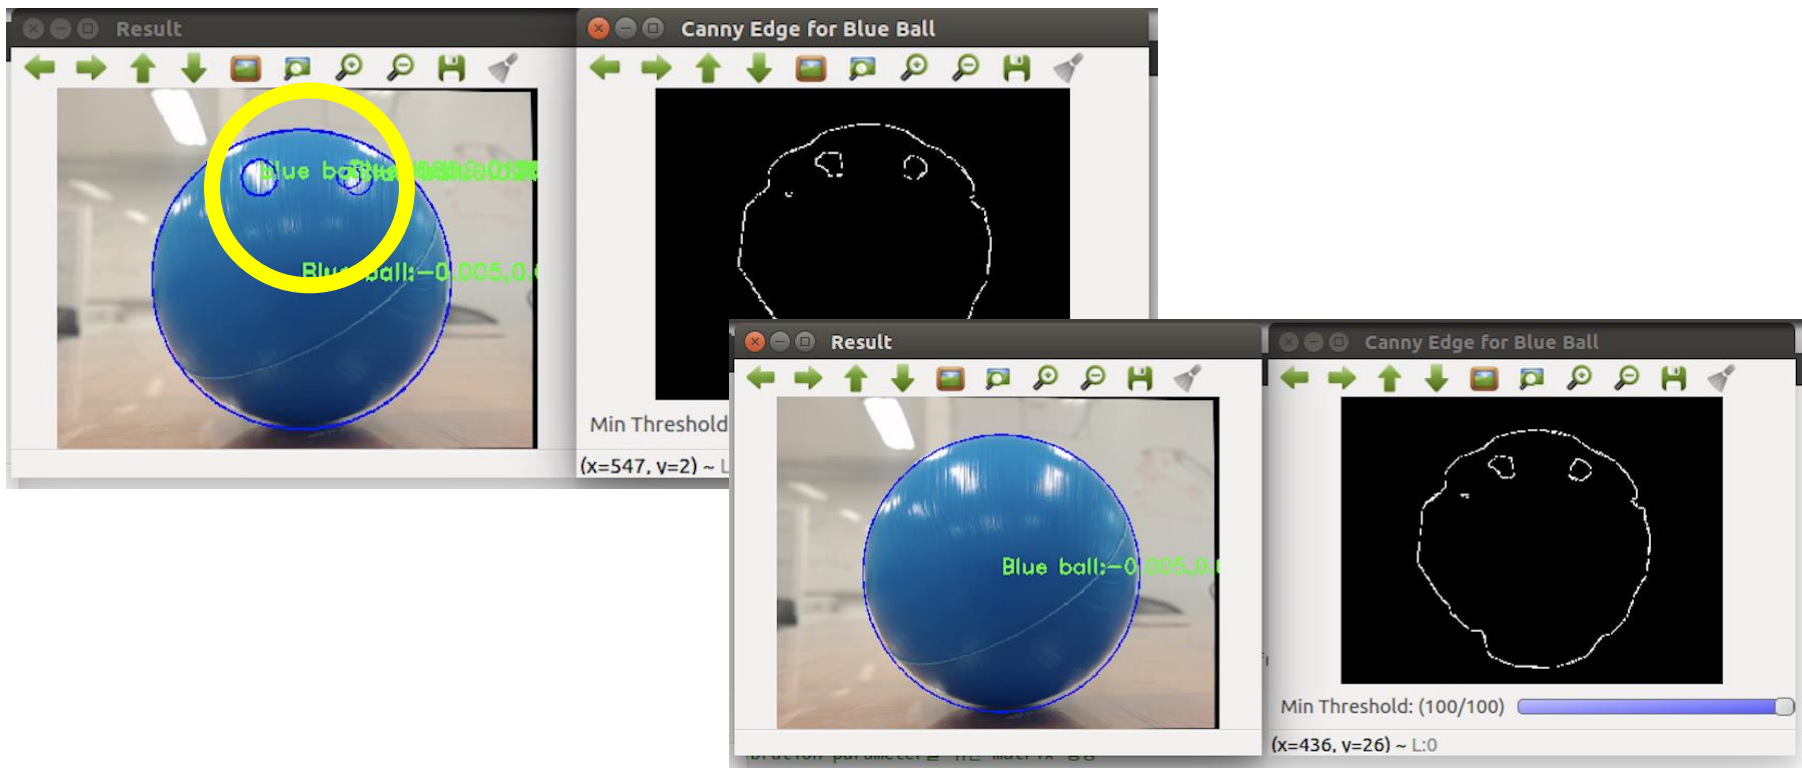 Result
Canny Edge for Blue Ball
blue
Blue ball:-0.005,0.
Min Threshold
(x=547, y=2) ~ L
Result
Canny Edge for Blue Ball
Blue ball:-0.005,0.
Min Threshold: (100/100)
(x=436, y=26) ~ L:0